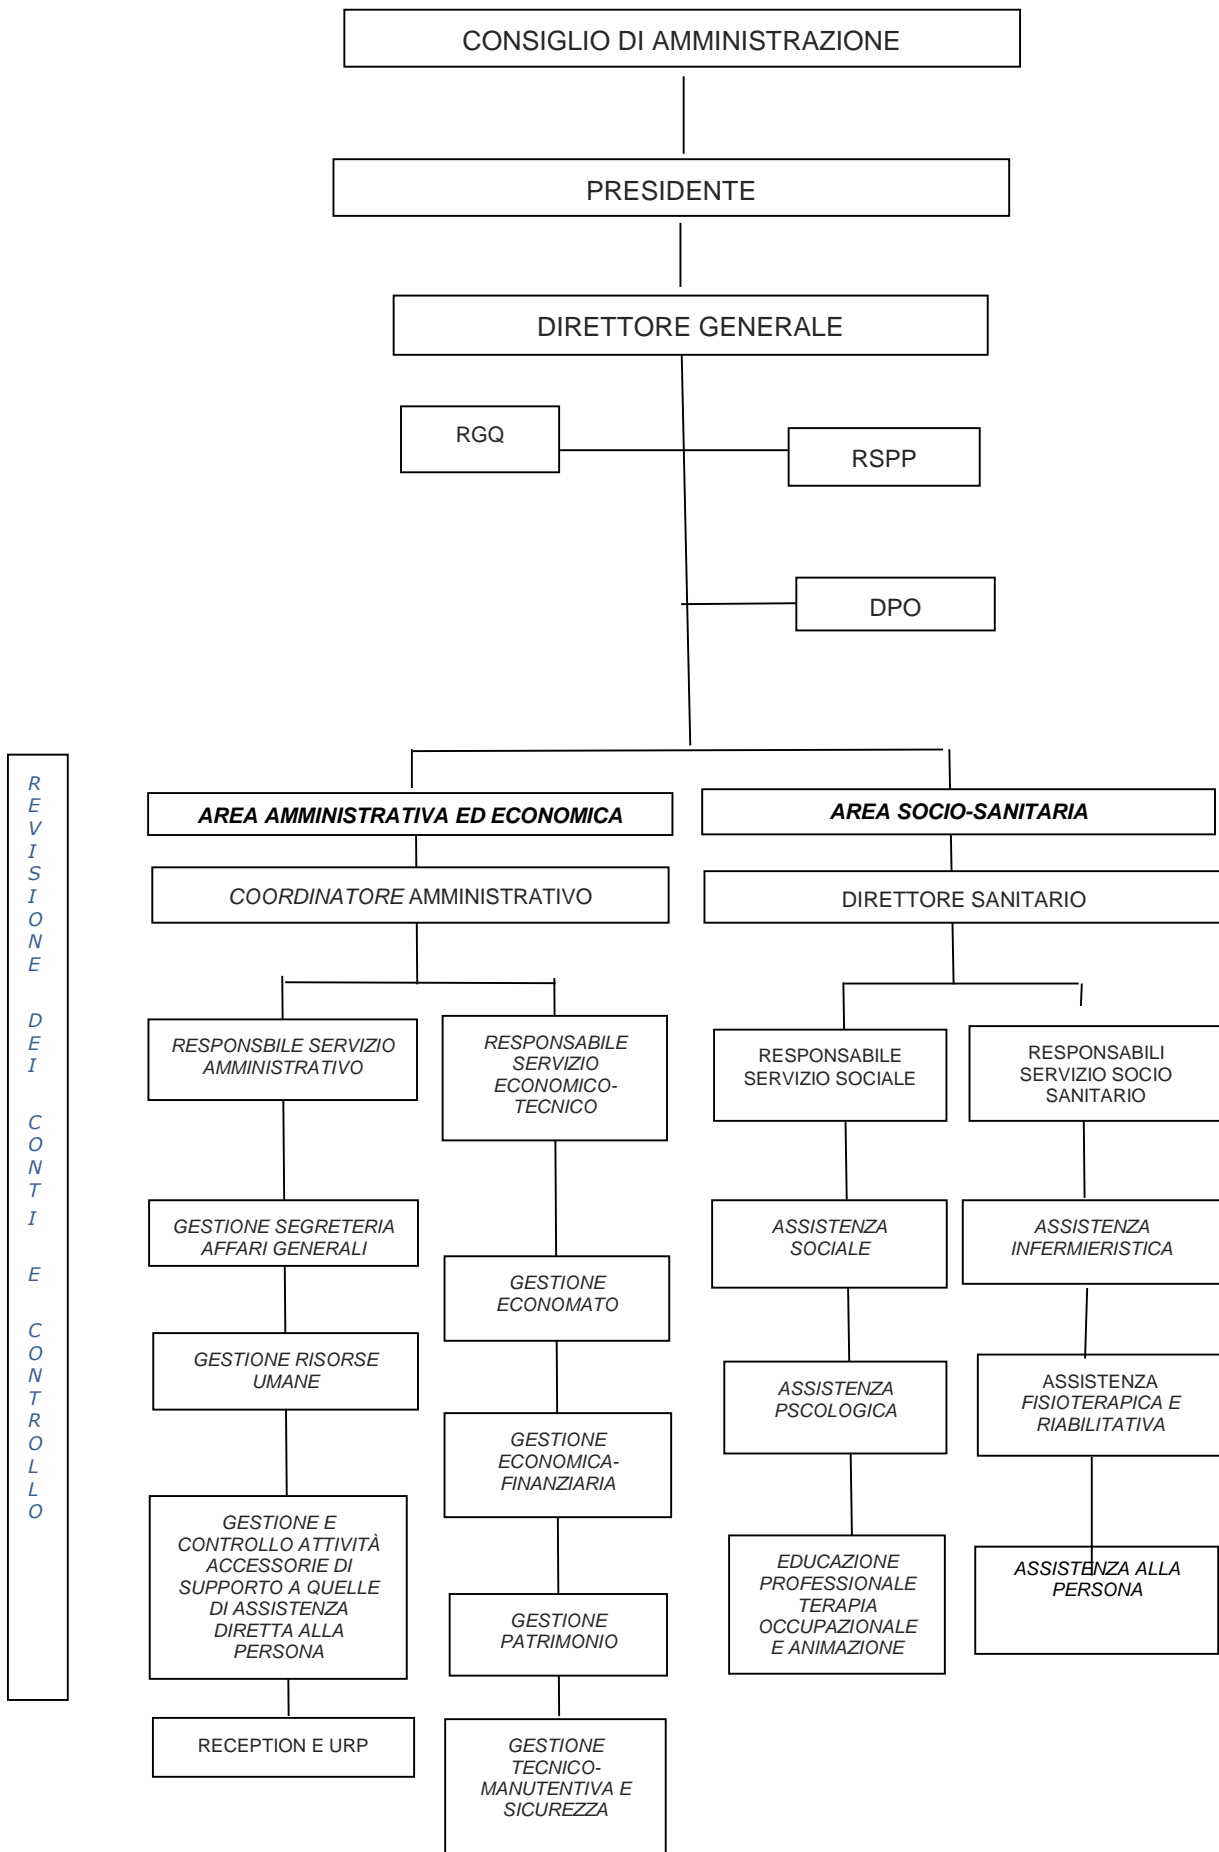 CONSIGLIO DI AMMINISTRAZIONE
PRESIDENTE
DIRETTORE GENERALE
RGQ
RSPP
DPO
REVISIONE DEI CONTI E CONTROLLO
AREA AMMINISTRATIVA ED ECONOMICA
COORDINATORE AMMINISTRATIVO
RESPONSBILE SERVIZIO
AMMINISTRATIVO
GESTIONE SEGRETERIA
AFFARI GENERALI
GESTIONE RISORSE
UMANE
GESTIONE E
CONTROLLO ATTIVITÀ
ACCESSORIE DI
SUPPORTO A QUELLE
DI ASSISTENZA
DIRETTA ALLA
PERSONA
RECEPTION E URP
RESPONSABILE
SERVIZIO
ECONOMICO-
TECNICO
GESTIONE
ECONOMATO
GESTIONE
ECONOMICA-
FINANZIARIA
GESTIONE
PATRIMONIO
GESTIONE
TECNICO-
MANUTENTIVA E
SICUREZZA
AREA SOCIO-SANITARIA
DIRETTORE SANITARIO
RESPONSABILE
SERVIZIO SOCIALE
ASSISTENZA
SOCIALE
ASSISTENZA
PSCOLOGICA
EDUCAZIONE
PROFESSIONALE
TERAPIA
OCCUPAZIONALE
E ANIMAZIONE
RESPONSABILI
SERVIZIO SOCIO
SANITARIO
ASSISTENZA
INFERMIERISTICA
ASSISTENZA
FISIOTERAPICA E
RIABILITATIVA
ASSISTENZA ALLA
PERSONA